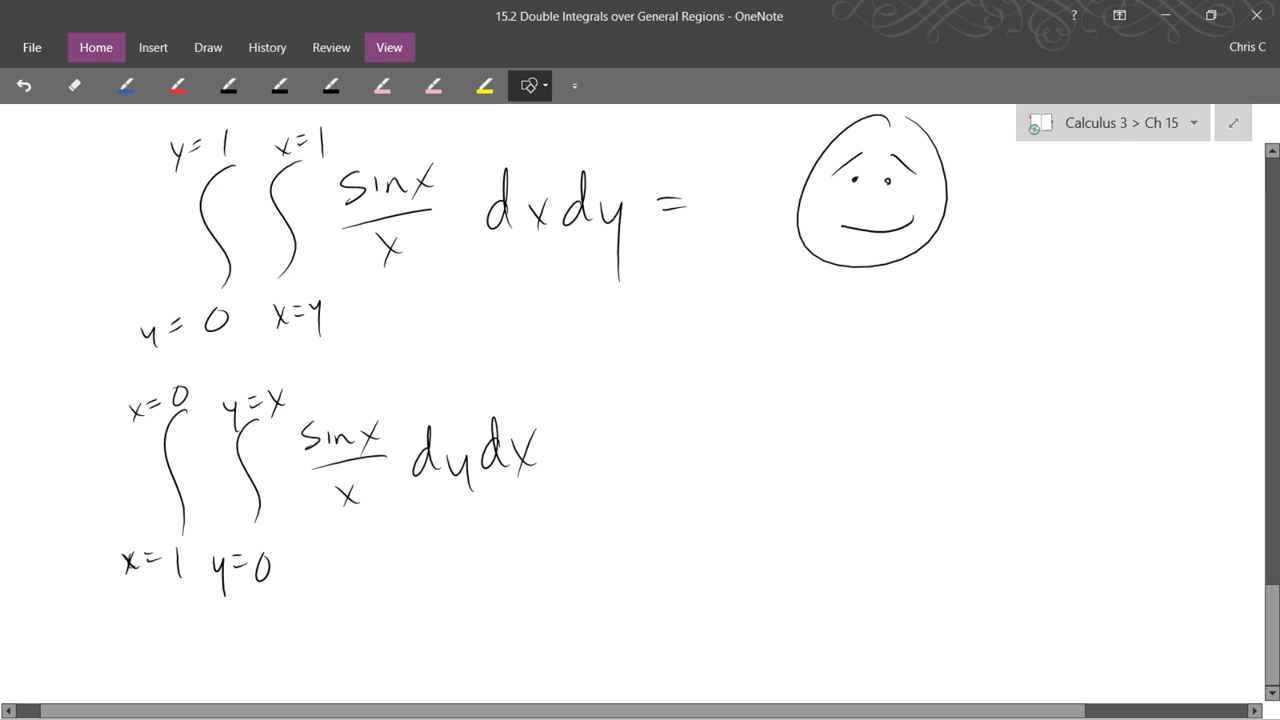 15.2 Double Integrals over General Regions - OneNote
?
File Home Insert Draw History Review View Chris C
Calculus 3 > Ch 15
y = 1 x = 1
sin x
x
dx dy =
y = 0 x = y
x = 0 y = x
sin x
x
dy dx
x = 1 y = 0